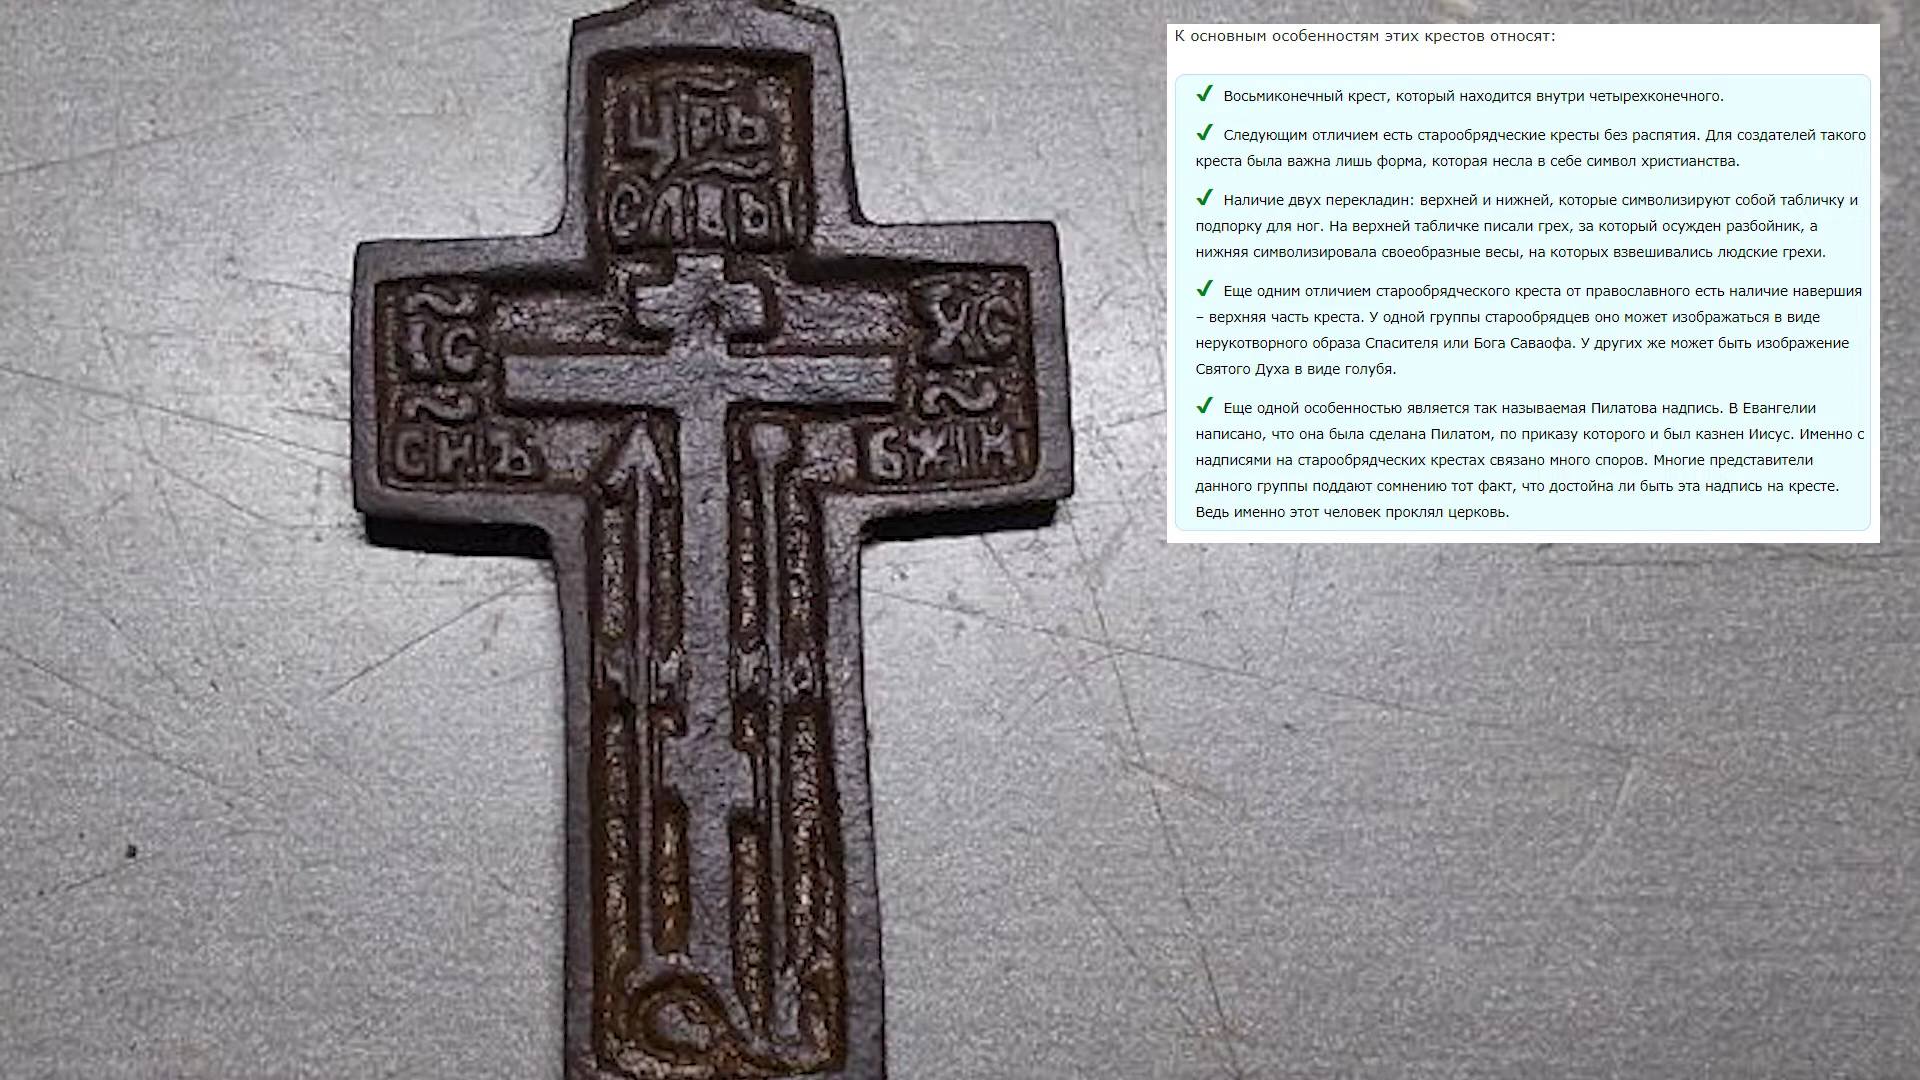 ЦРЬ
СЛВЫ
IС ХС
СНЪ БЖIИ
К основным особенностям этих крестов относят:
Восьмиконечный крест, который находится внутри четырехконечного.
Следующим отличием есть старообрядческие кресты без распятия. Для создателей такого
креста была важна лишь форма, которая несла в себе символ христианства.
Наличие двух перекладин: верхней и нижней, которые символизируют собой табличку и
подпорку для ног. На верхней табличке писали грех, за который осужден разбойник, а
нижняя символизировала своеобразные весы, на которых взвешивались людские грехи.
Еще одним отличием старообрядческого креста от православного есть наличие навершия
– верхняя часть креста. У одной группы старообрядцев оно может изображаться в виде
нерукотворного образа Спасителя или Бога Саваофа. У других же может быть изображение
Святого Духа в виде голубя.
Еще одной особенностью является так называемая Пилатова надпись. В Евангелии
написано, что она была сделана Пилатом, по приказу которого и был казнен Иисус. Именно с
надписями на старообрядческих крестах связано много споров. Многие представители
данного группы поддают сомнению тот факт, что достойна ли быть эта надпись на кресте.
Ведь именно этот человек проклял церковь.